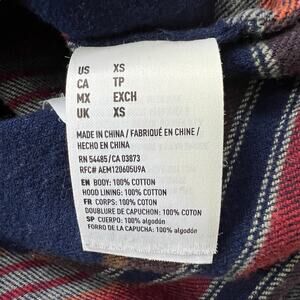 US XS
CA TP
MX EXCH
UK XS
MADE IN CHINA / FABRIQUÉ EN CHINE /
HECHO EN CHINA
RN 54485/CA 03873
RFC# AEM120605U9A
EN BODY: 100% COTTON
HOOD LINING: 100% COTTON
FR CORPS: 100% COTON
DOUBLURE DE CAPUCHON: 100% COTON
SP CUERPO: 100% algodón
FORRO DE LA CAPUCHA: 100% algodón